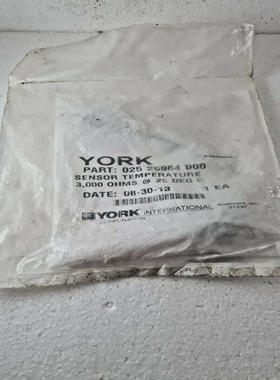 YORK
PART: 025 28964 000
SENSOR TEMPERATURE
3,000 OHMS @ 25 DEG C
DATE: 08-30-13 1 EA
YORK INTERNATIONAL
CORPORATION